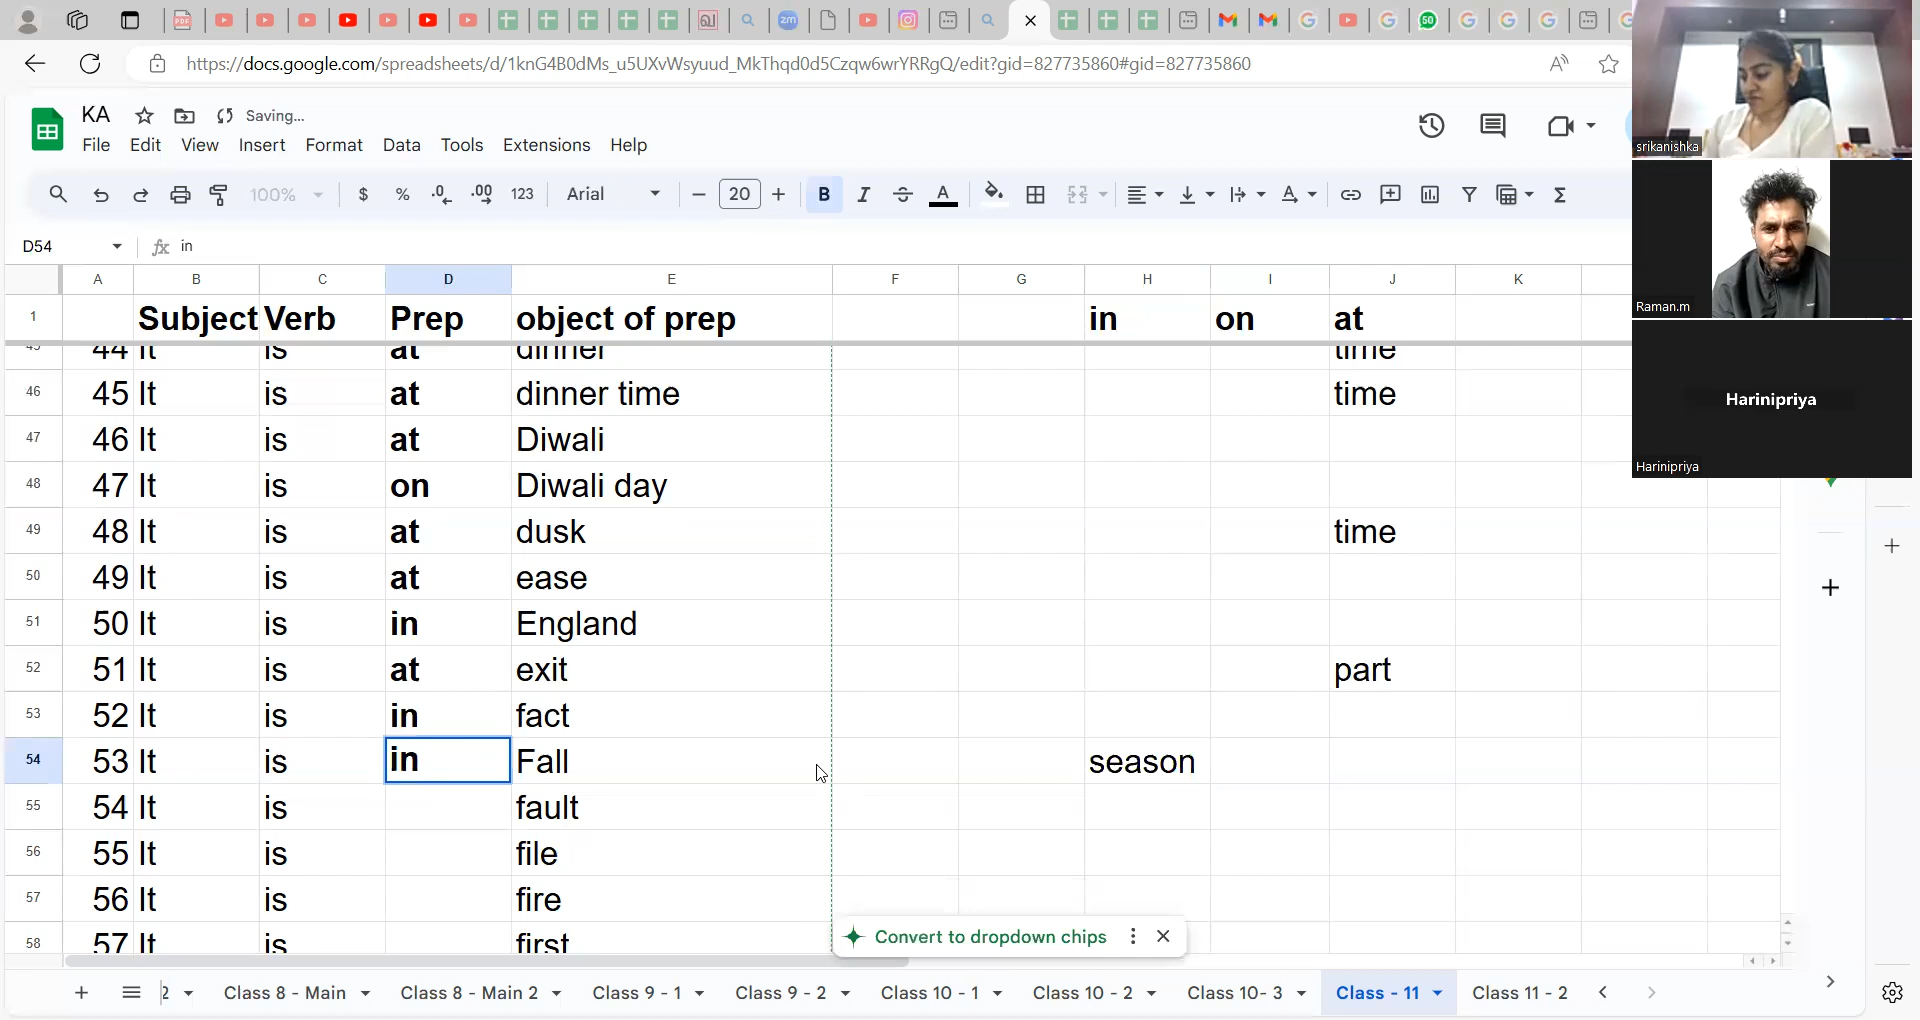 https://docs.google.com/spreadsheets/d/1knG4B0dMs_u5UXvWsyuud_MkThqd0d5Czqw6wrYRRgQ/edit?gid=827735860#gid=827735860
KA Saving...
File Edit View Insert Format Data Tools Extensions Help
100% $ % .0 .00 123 Arial 20 B I A
D54 fx in
A B C D E F G H I J K
1 Subject Verb Prep object of prep in on at
44 It is at dinner time
46 45 It is at dinner time time
47 46 It is at Diwali
48 47 It is on Diwali day
49 48 It is at dusk time
50 49 It is at ease
51 50 It is in England
52 51 It is at exit part
53 52 It is in fact
54 53 It is in Fall season
55 54 It is fault
56 55 It is file
57 56 It is fire
58 57 It is first
Convert to dropdown chips
2 Class 8 - Main Class 8 - Main 2 Class 9 - 1 Class 9 - 2 Class 10 - 1 Class 10 - 2 Class 10- 3 Class - 11 Class 11 - 2
srikanishka
Raman.m
Harinipriya
Harinipriya